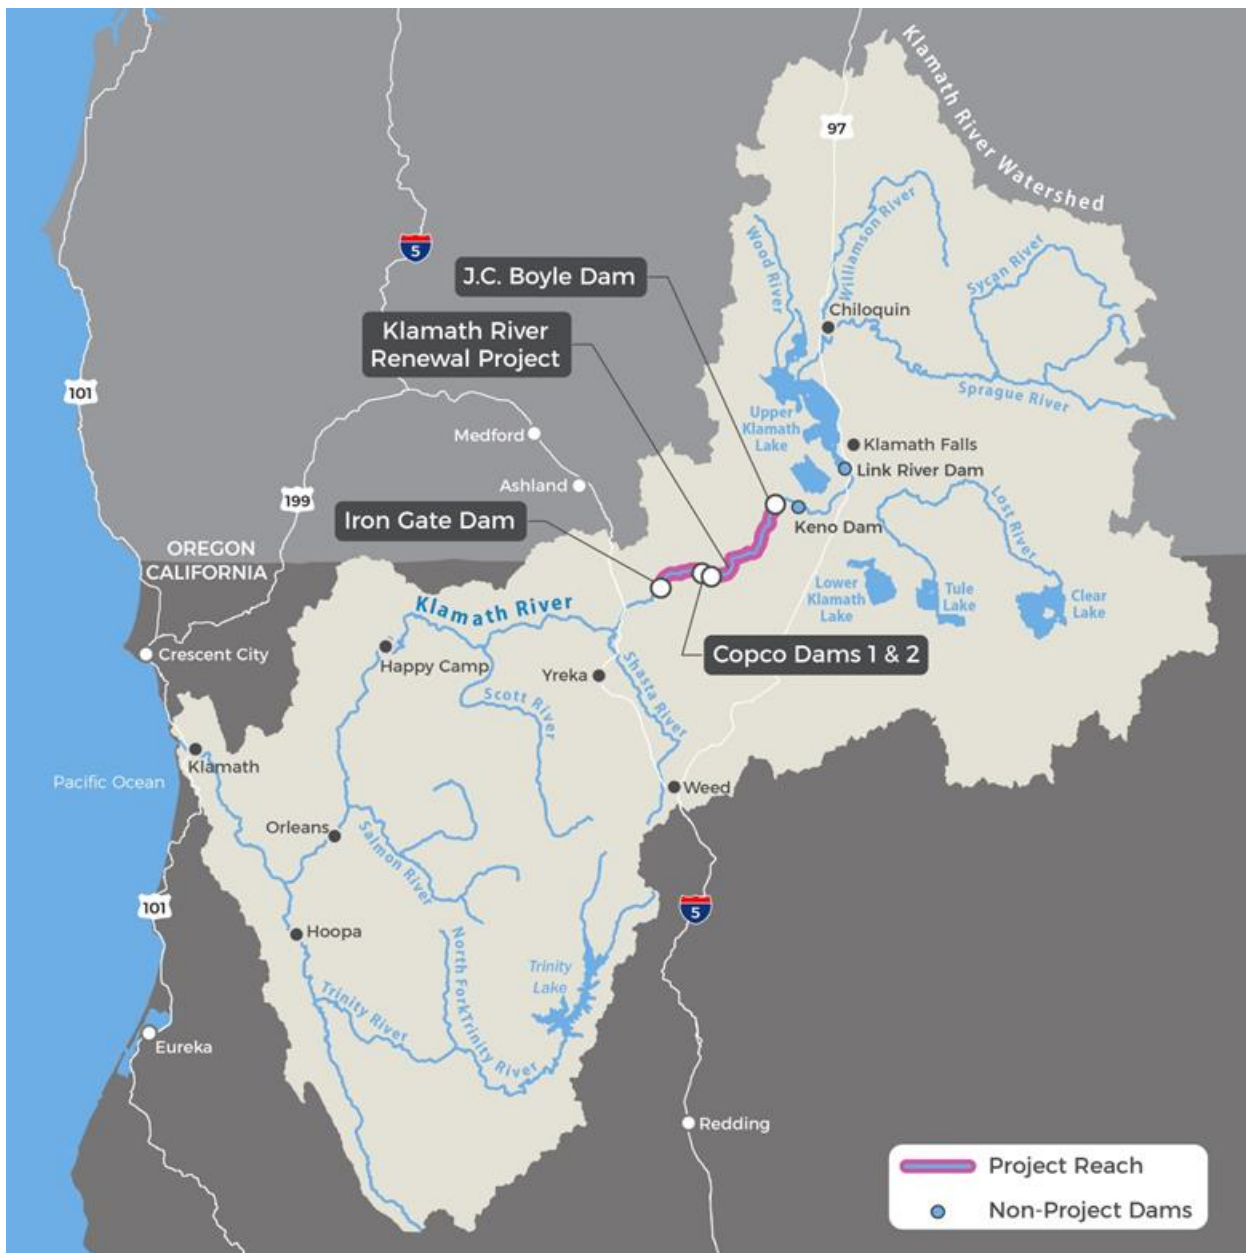 Klamath River Watershed
97
5
Wood River
Williamson River
Sycan River
J.C. Boyle Dam
Chiloquin
Klamath River
Renewal Project
101
Sprague River
Upper
Klamath
Lake
Medford
Klamath Falls
Link River Dam
Ashland
199
Iron Gate Dam
Keno Dam
Lost River
OREGON
CALIFORNIA
Lower
Klamath
Lake
Tule
Lake
Clear
Lake
Klamath River
Crescent City
Happy Camp
Copco Dams 1 & 2
Yreka
Shasta River
Scott River
Klamath
Pacific Ocean
Weed
Orleans
Salmon River
101
5
Hoopa
North Fork Trinity River
Trinity
Lake
Trinity River
Eureka
Redding
Project Reach
Non-Project Dams